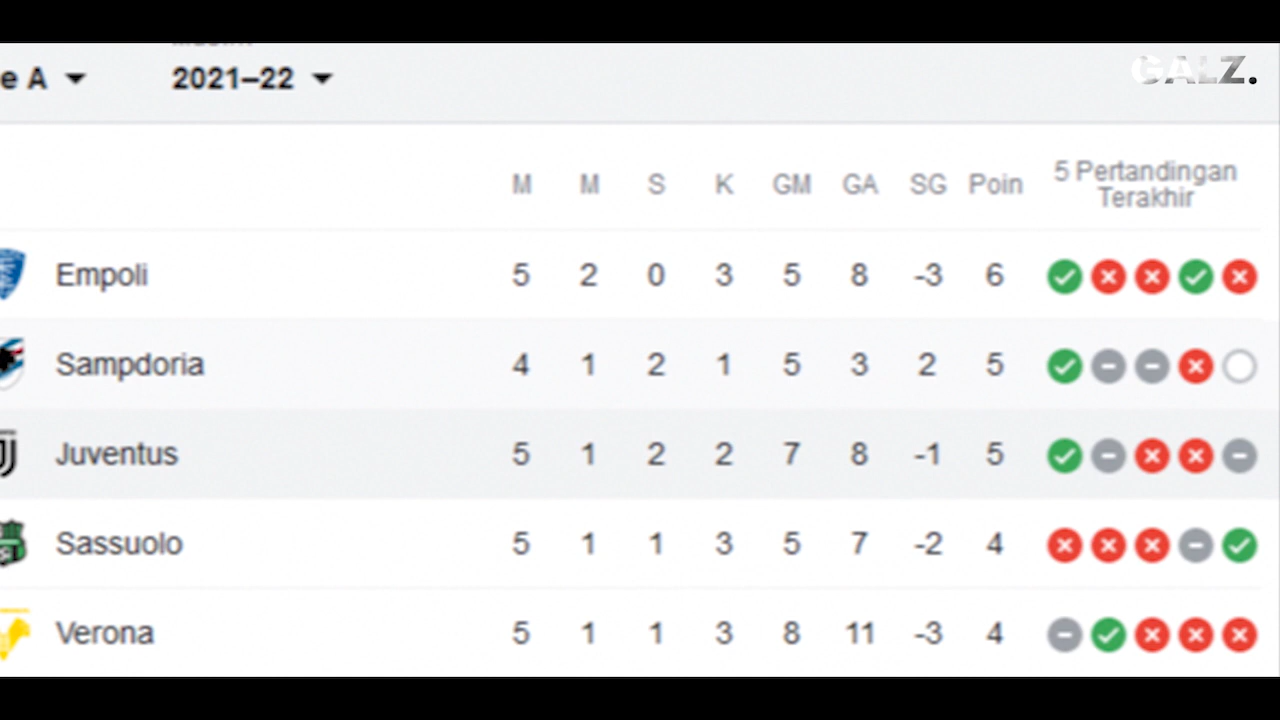 e A 2021–22
GALZ.
M M S K GM GA SG Poin 5 Pertandingan
Terakhir
Empoli 5 2 0 3 5 8 -3 6
Sampdoria 4 1 2 1 5 3 2 5
Juventus 5 1 2 2 7 8 -1 5
Sassuolo 5 1 1 3 5 7 -2 4
Verona 5 1 1 3 8 11 -3 4